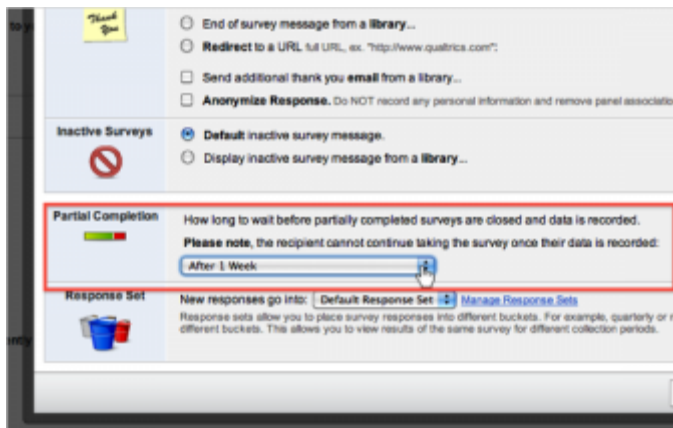 to y
Thank
You
End of survey message from a library...
Redirect to a URL full URL, ex. "http://www.qualtrics.com":
Send additional thank you email from a library...
Anonymize Response. Do NOT record any personal information and remove panel associatio
Inactive Surveys
Default inactive survey message.
Display inactive survey message from a library...
Partial Completion
How long to wait before partially completed surveys are closed and data is recorded.
Please note, the recipient cannot continue taking the survey once their data is recorded:
After 1 Week
Response Set
New responses go into: Default Response Set Manage Response Sets
Response sets allow you to place survey responses into different buckets. For example, quarterly or
different buckets. This allows you to view results of the same survey for different collection periods.
ently